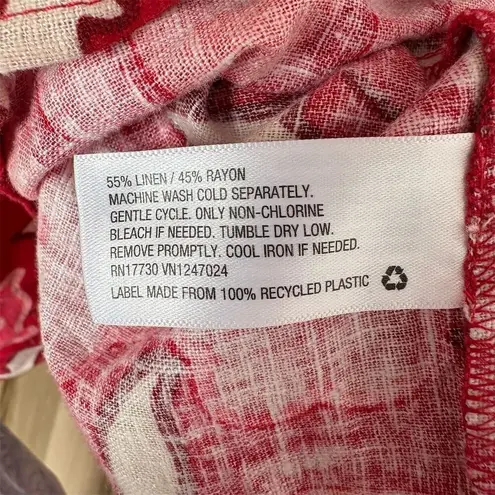 55% LINEN / 45% RAYON
MACHINE WASH COLD SEPARATELY.
GENTLE CYCLE. ONLY NON-CHLORINE
BLEACH IF NEEDED. TUMBLE DRY LOW.
REMOVE PROMPTLY. COOL IRON IF NEEDED.
RN17730 VN1247024
LABEL MADE FROM 100% RECYCLED PLASTIC